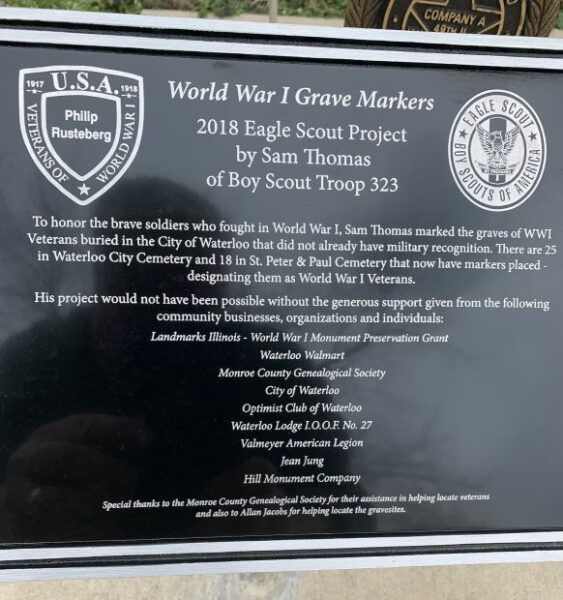 COMPANY A
49TH IL
1917 U.S.A. 1918
Philip
Rusteberg
VETERANS OF WORLD WAR I
World War I Grave Markers
2018 Eagle Scout Project
by Sam Thomas
of Boy Scout Troop 323
EAGLE SCOUT
BOY SCOUTS OF AMERICA
To honor the brave soldiers who fought in World War I, Sam Thomas marked the graves of WWI
Veterans buried in the City of Waterloo that did not already have military recognition. There are 25
in Waterloo City Cemetery and 18 in St. Peter & Paul Cemetery that now have markers placed -
designating them as World War I Veterans.
His project would not have been possible without the generous support given from the following
community businesses, organizations and individuals:
Landmarks Illinois - World War I Monument Preservation Grant
Waterloo Walmart
Monroe County Genealogical Society
City of Waterloo
Optimist Club of Waterloo
Waterloo Lodge I.O.O.F. No. 27
Valmeyer American Legion
Jean Jung
Hill Monument Company
Special thanks to the Monroe County Genealogical Society for their assistance in helping locate veterans
and also to Allan Jacobs for helping locate the gravesites.